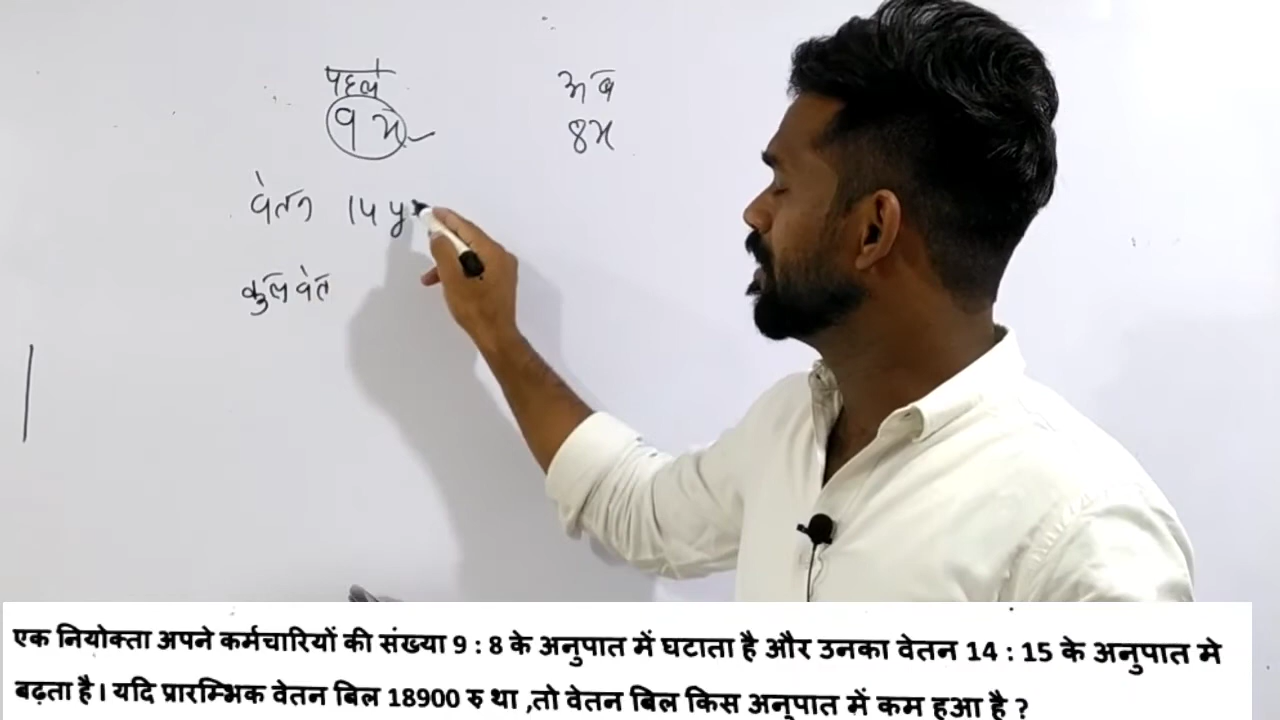 पहले अब
9x 8x
वेतन 14y
कुल वेत
एक नियोक्ता अपने कर्मचारियों की संख्या 9 : 8 के अनुपात में घटाता है और उनका वेतन 14 : 15 के अनुपात मे
बढ़ता है। यदि प्रारम्भिक वेतन बिल 18900 रु था ,तो वेतन बिल किस अनुपात में कम हुआ है ?